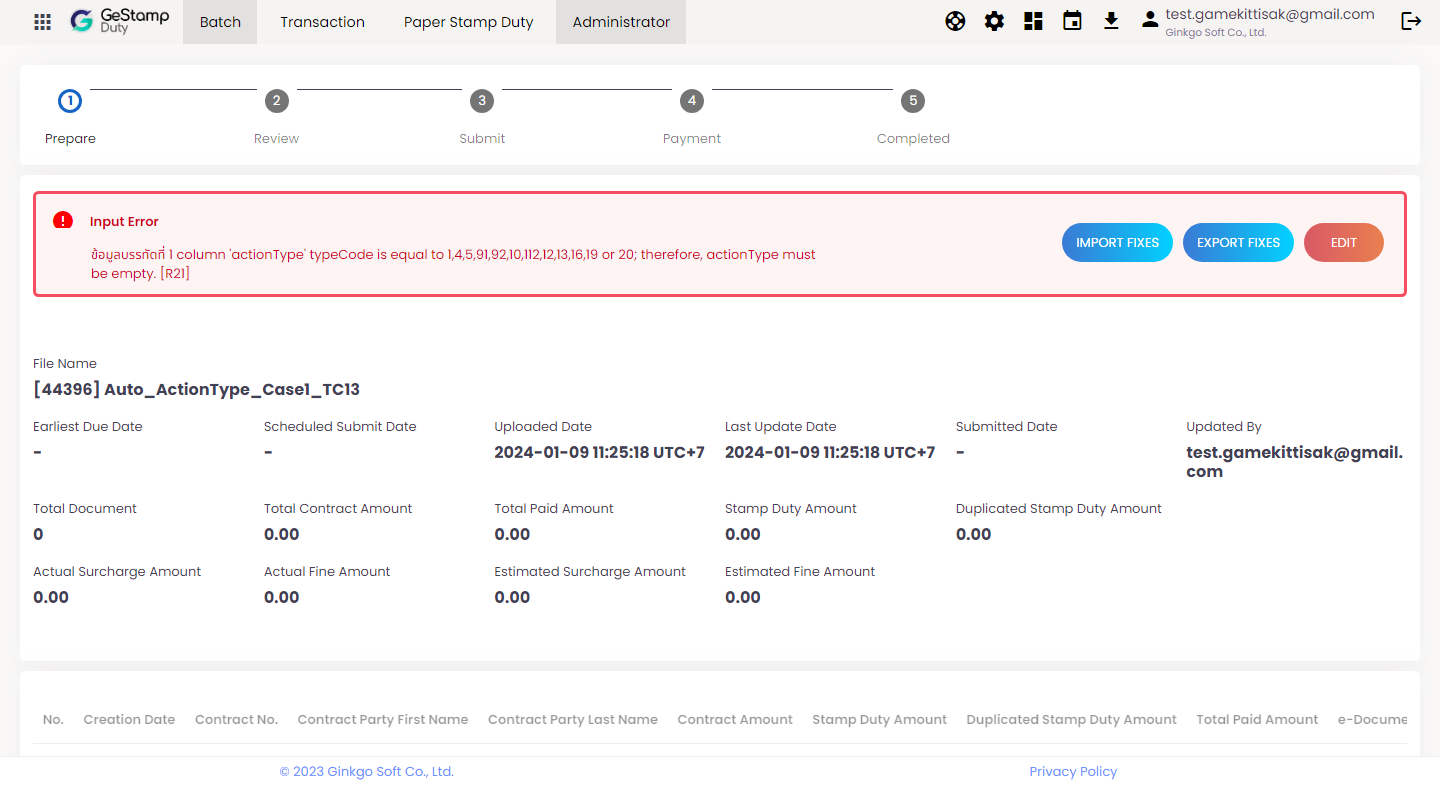 GeStamp
Duty
Batch
Transaction
Paper Stamp Duty
Administrator
test.gamekittisak@gmail.com
Ginkgo Soft Co., Ltd.
1
2
3
4
5
Prepare
Review
Submit
Payment
Completed
Input Error
ข้อมูลบรรทัดที่ 1 column 'actionType' typeCode is equal to 1,4,5,91,92,10,112,12,13,16,19 or 20; therefore, actionType must
be empty. [R21]
IMPORT FIXES
EXPORT FIXES
EDIT
File Name
[44396] Auto_ActionType_Case1_TC13
Earliest Due Date
Scheduled Submit Date
Uploaded Date
Last Update Date
Submitted Date
Updated By
-
-
2024-01-09 11:25:18 UTC+7
2024-01-09 11:25:18 UTC+7
-
test.gamekittisak@gmail.
com
Total Document
Total Contract Amount
Total Paid Amount
Stamp Duty Amount
Duplicated Stamp Duty Amount
0
0.00
0.00
0.00
0.00
Actual Surcharge Amount
Actual Fine Amount
Estimated Surcharge Amount
Estimated Fine Amount
0.00
0.00
0.00
0.00
No.
Creation Date
Contract No.
Contract Party First Name
Contract Party Last Name
Contract Amount
Stamp Duty Amount
Duplicated Stamp Duty Amount
Total Paid Amount
e-Docume
© 2023 Ginkgo Soft Co., Ltd.
Privacy Policy